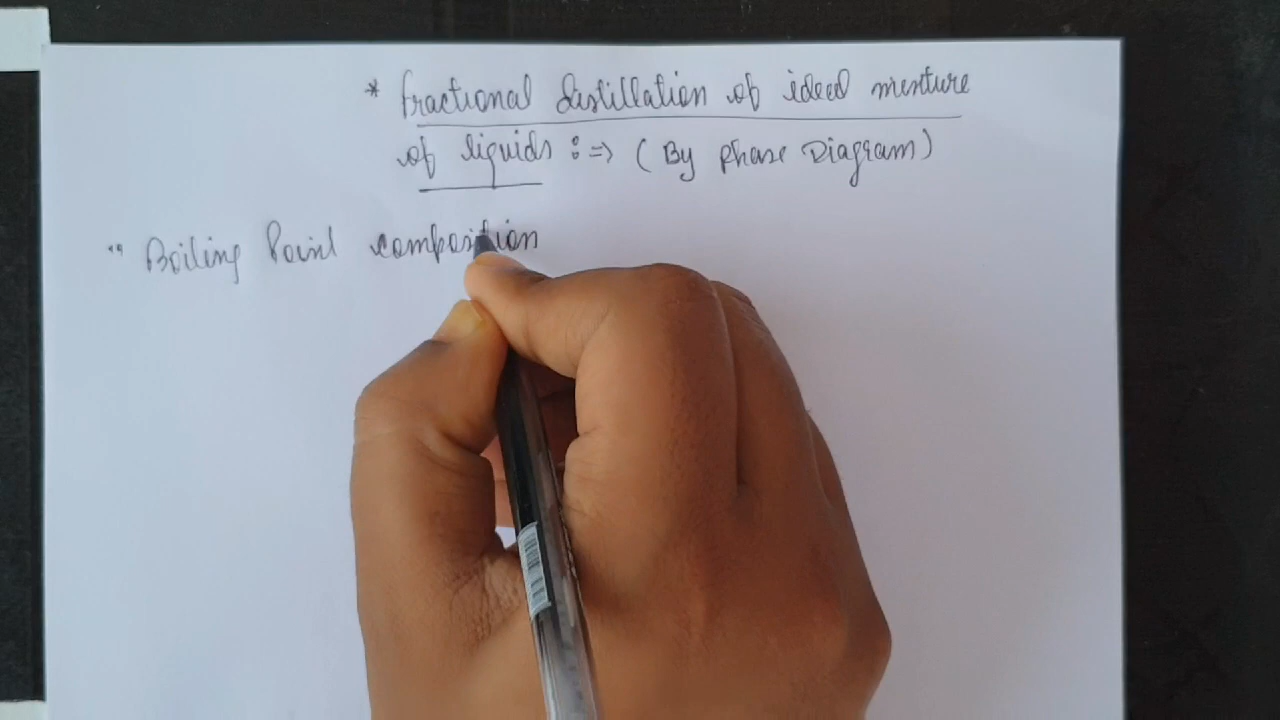 * fractional distillation of ideal mixture
of liquids :⇒ (By phase Diagram)
" Boiling Point composition